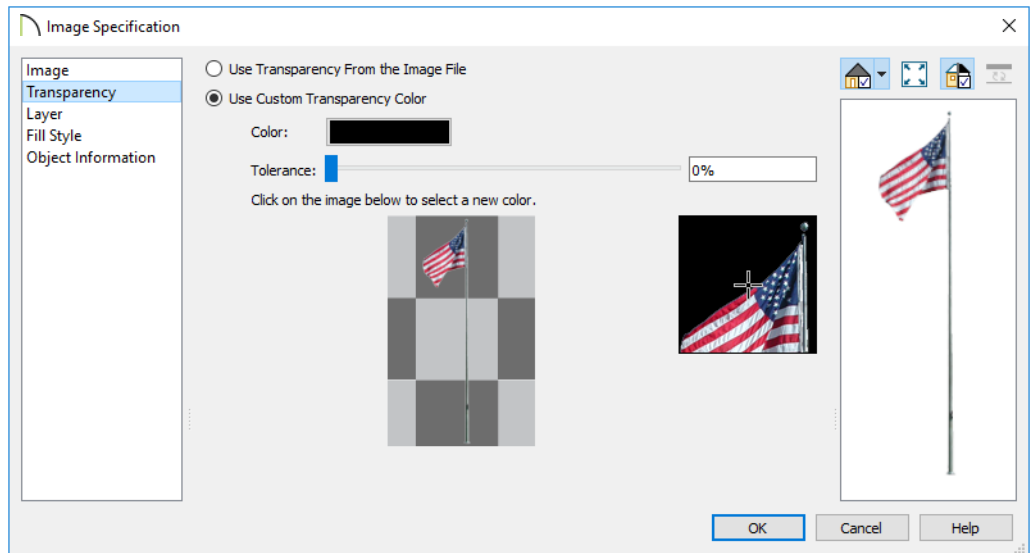 Image Specification
Image
Transparency
Layer
Fill Style
Object Information
Use Transparency From the Image File
Use Custom Transparency Color
Color:
Tolerance:
0%
Click on the image below to select a new color.
OK
Cancel
Help